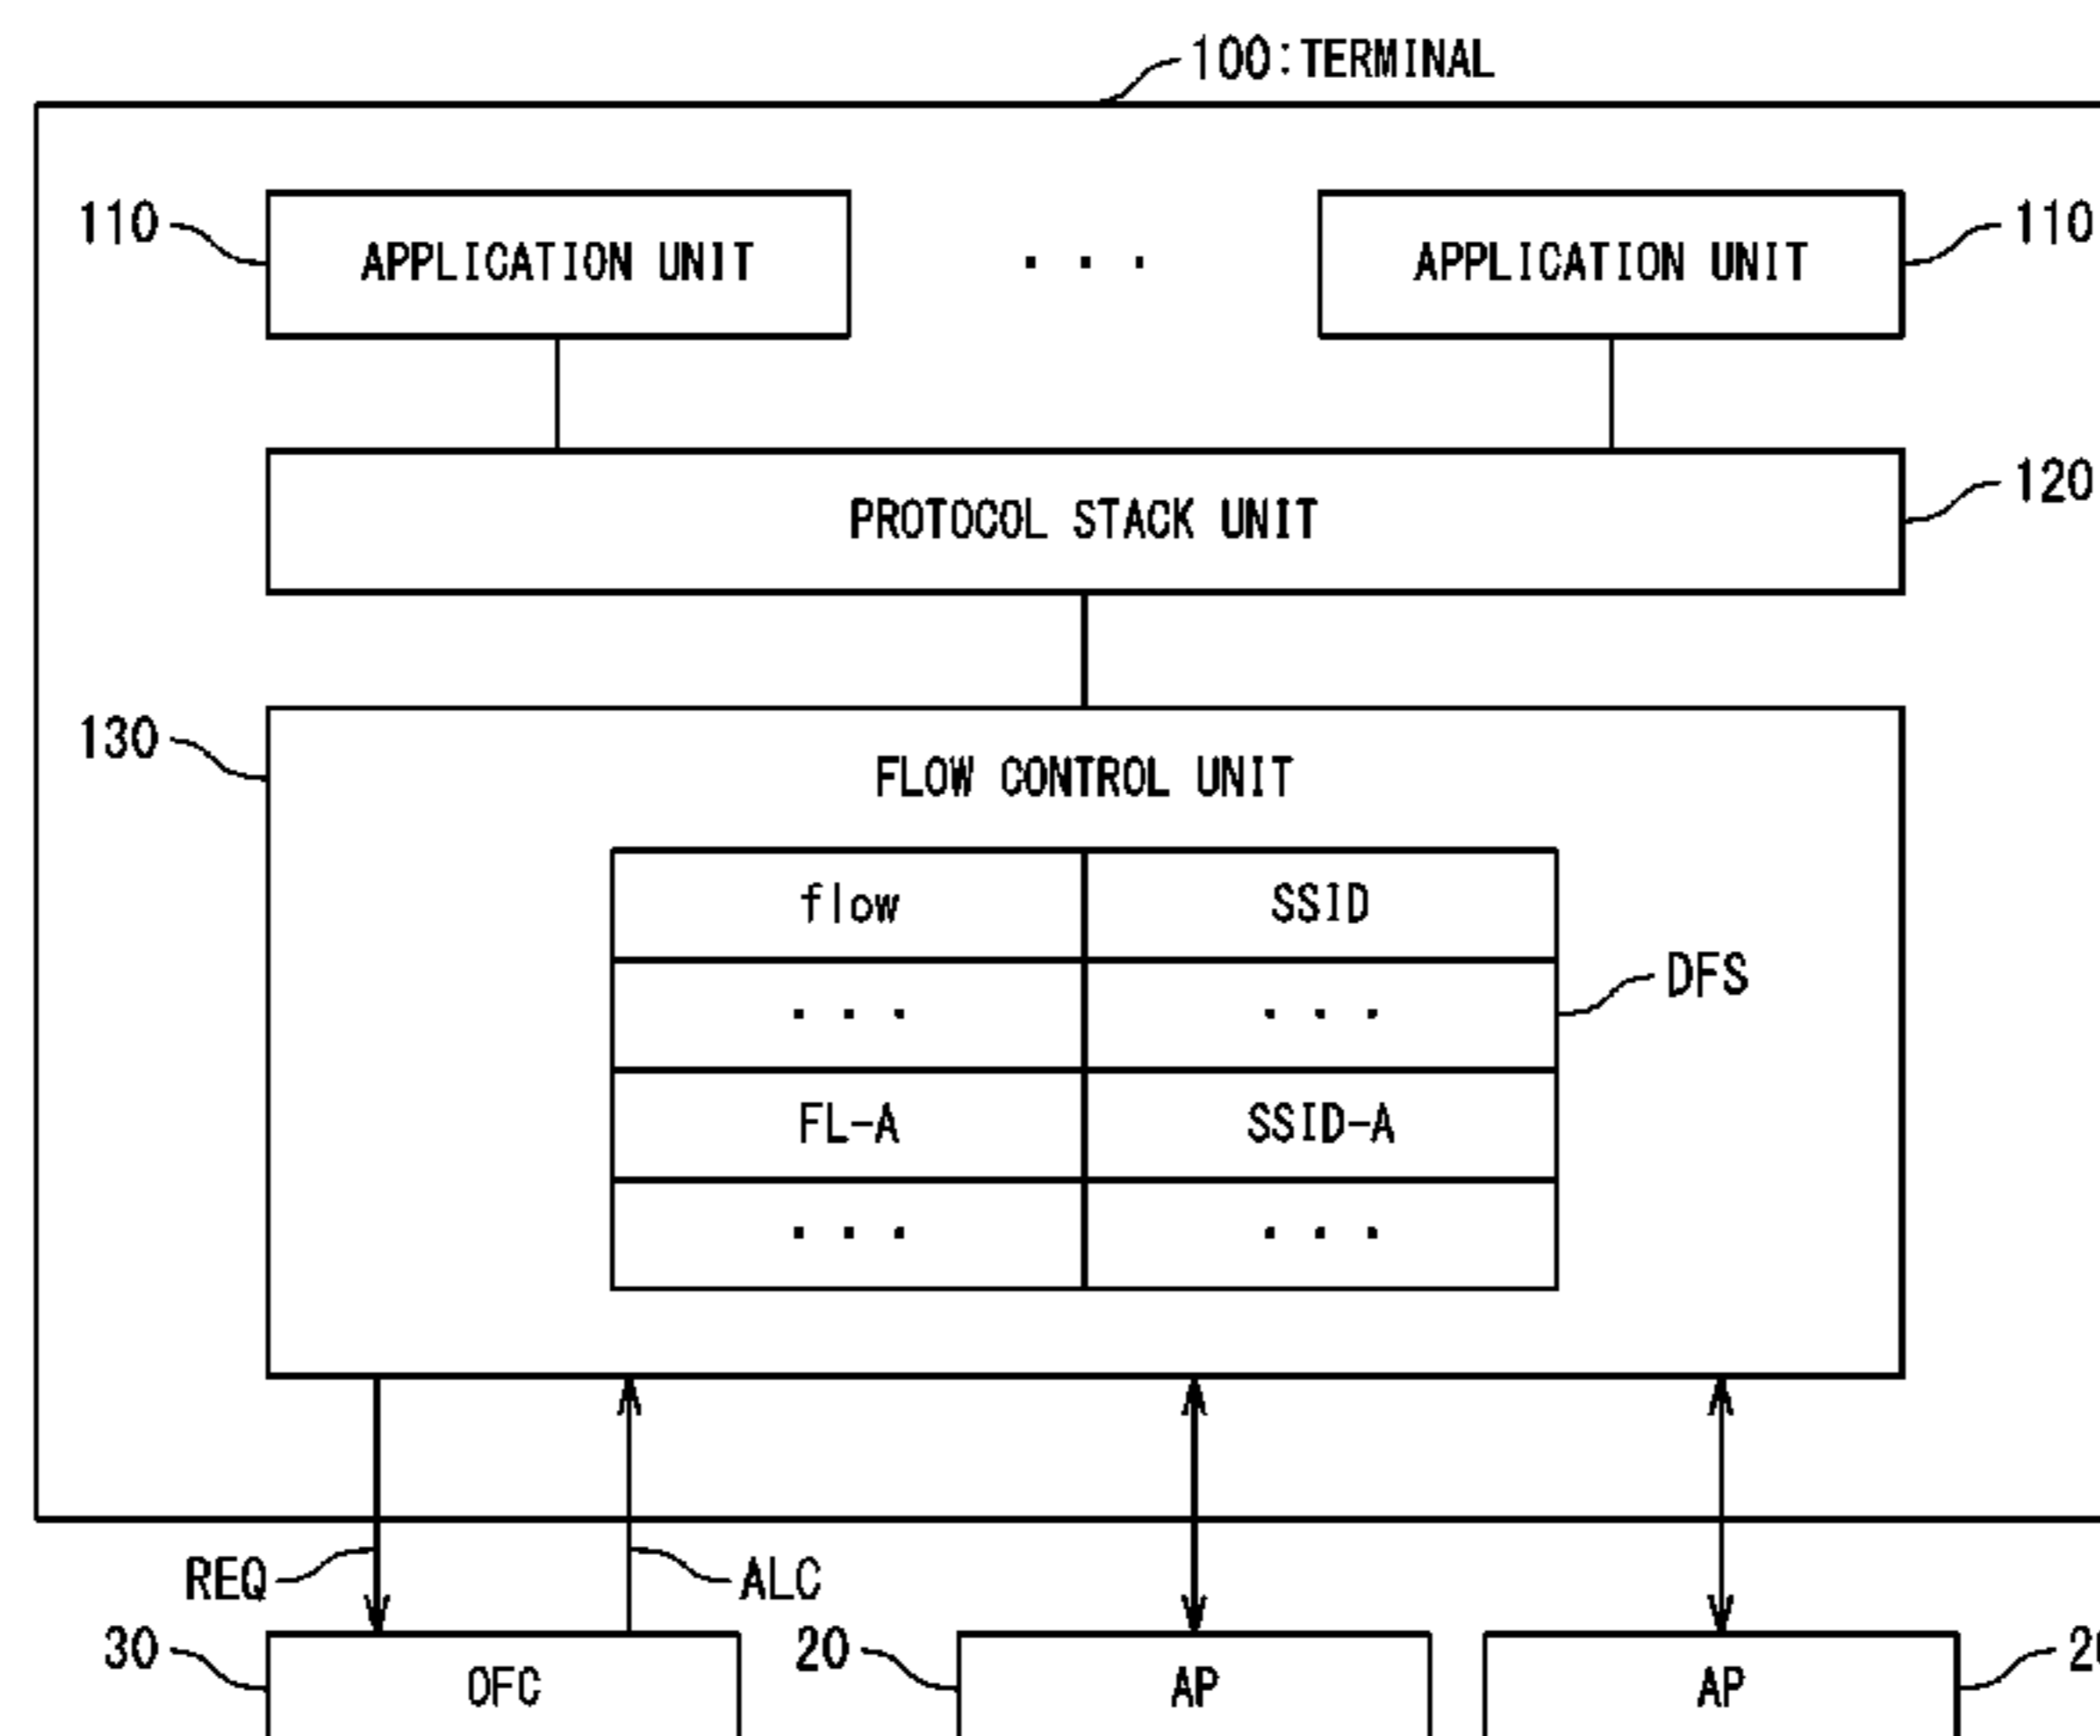 100:TERMINAL
110
APPLICATION UNIT
. . .
APPLICATION UNIT
110
PROTOCOL STACK UNIT
120
130
FLOW CONTROL UNIT
flow SSID
. . . . . .
DFS
FL-A SSID-A
. . . . . .
REQ
ALC
30
OFC
20
AP
AP